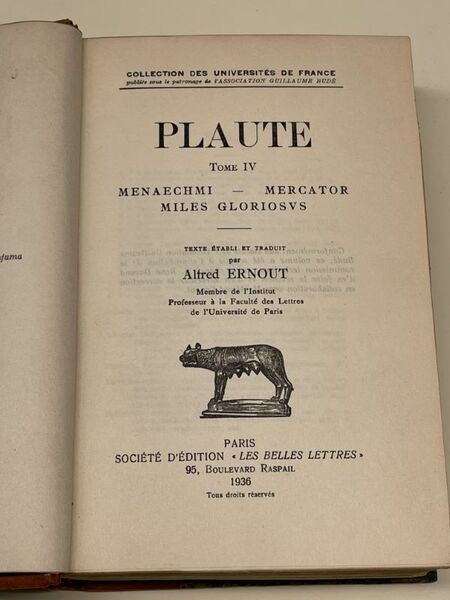 COLLECTION DES UNIVERSITÉS DE FRANCE
publiée sous le patronage de l'ASSOCIATION GUILLAUME BUDÉ
PLAUTE
TOME IV
MENAECHMI — MERCATOR
MILES GLORIOSVS
TEXTE ÉTABLI ET TRADUIT
par
Alfred ERNOUT
Membre de l'Institut
Professeur à la Faculté des Lettres
de l'Université de Paris
PARIS
SOCIÉTÉ D'ÉDITION « LES BELLES LETTRES »
95, BOULEVARD RASPAIL
1936
Tous droits réservés